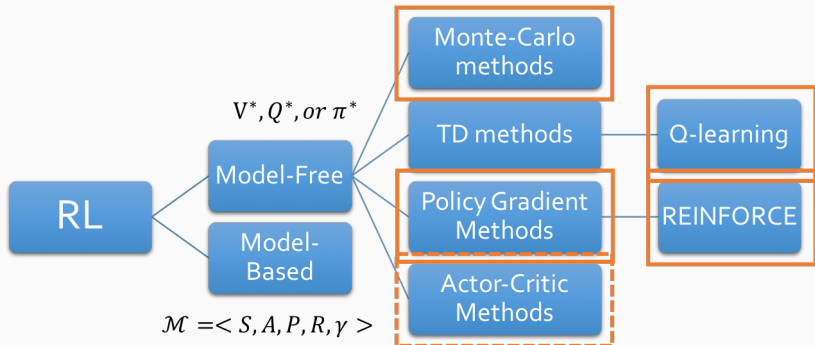 Monte-Carlo
methods
V*, Q*, or π*
TD methods
Q-learning
Model-Free
RL
Policy Gradient
Methods
REINFORCE
Model-
Based
Actor-Critic
Methods
ℳ =< S, A, P, R, γ >